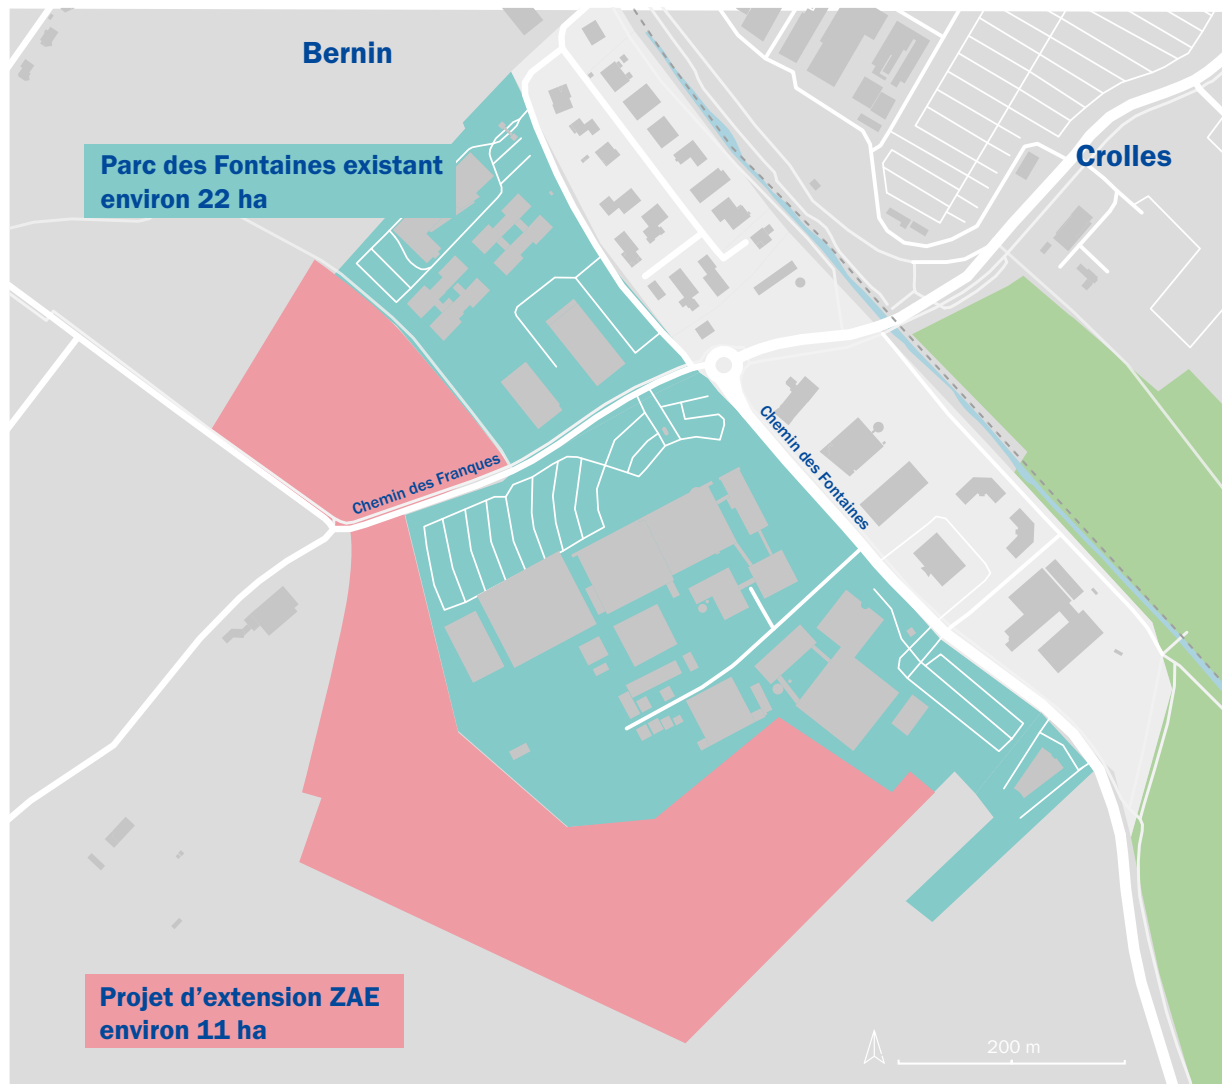 Bernin
Crolles
Parc des Fontaines existant
environ 22 ha
Chemin des Fontaines
Chemin des Franques
Projet d’extension ZAE
environ 11 ha
200 m